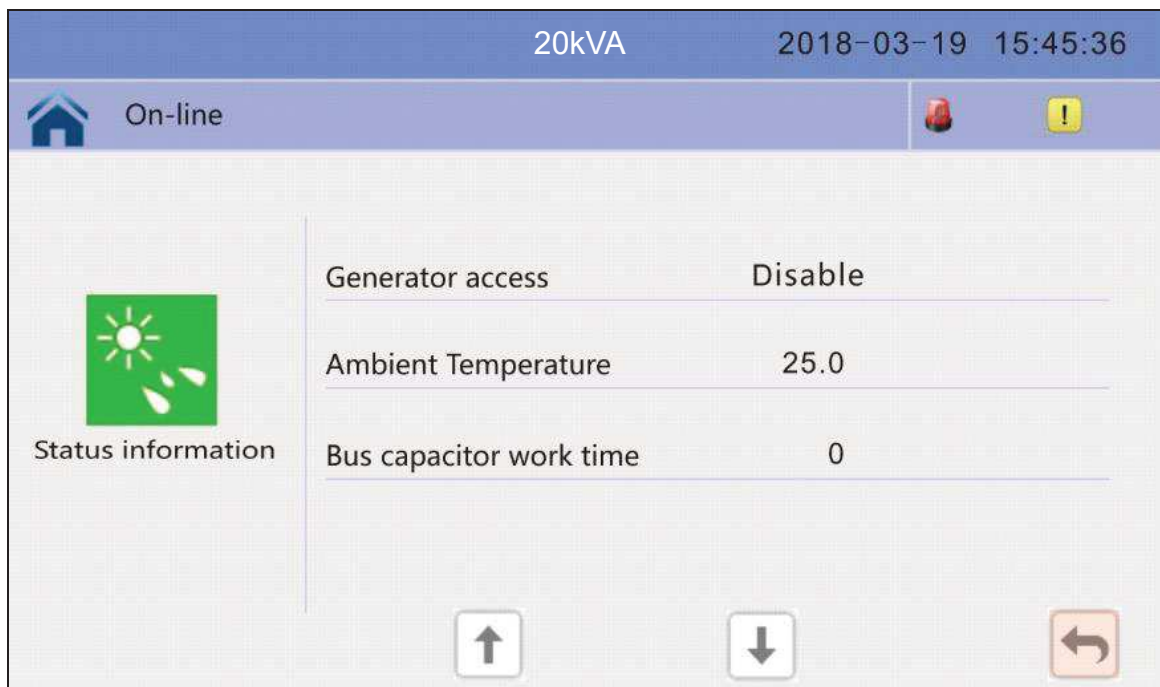 20kVA 2018-03-19 15:45:36
On-line !
Generator access Disable
Ambient Temperature 25.0
Status information
Bus capacitor work time 0